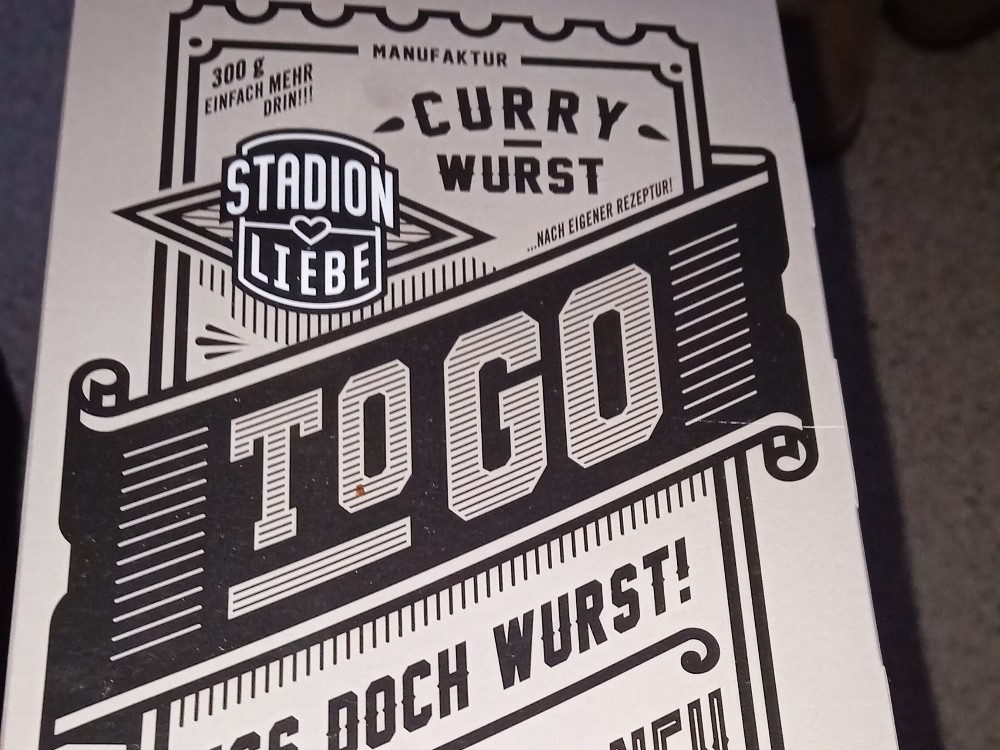 MANUFAKTUR
300 g
EINFACH MEHR
DRIN!!!
CURRY
WURST
...NACH EIGENER REZEPTUR!
STADION
LIEBE
TO GO
DOCH WURST!